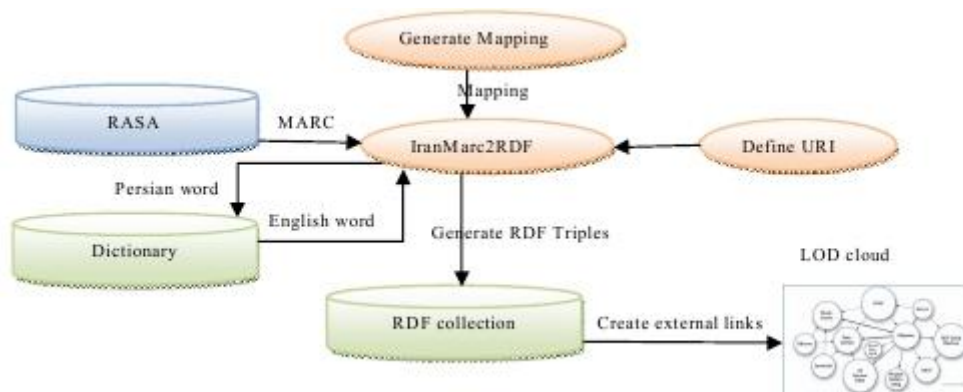 Generate Mapping
Mapping
RASA
MARC
IranMarc2RDF
Define URI
Persian word
English word
Dictionary
Generate RDF Triples
LOD cloud
RDF collection
Create external links